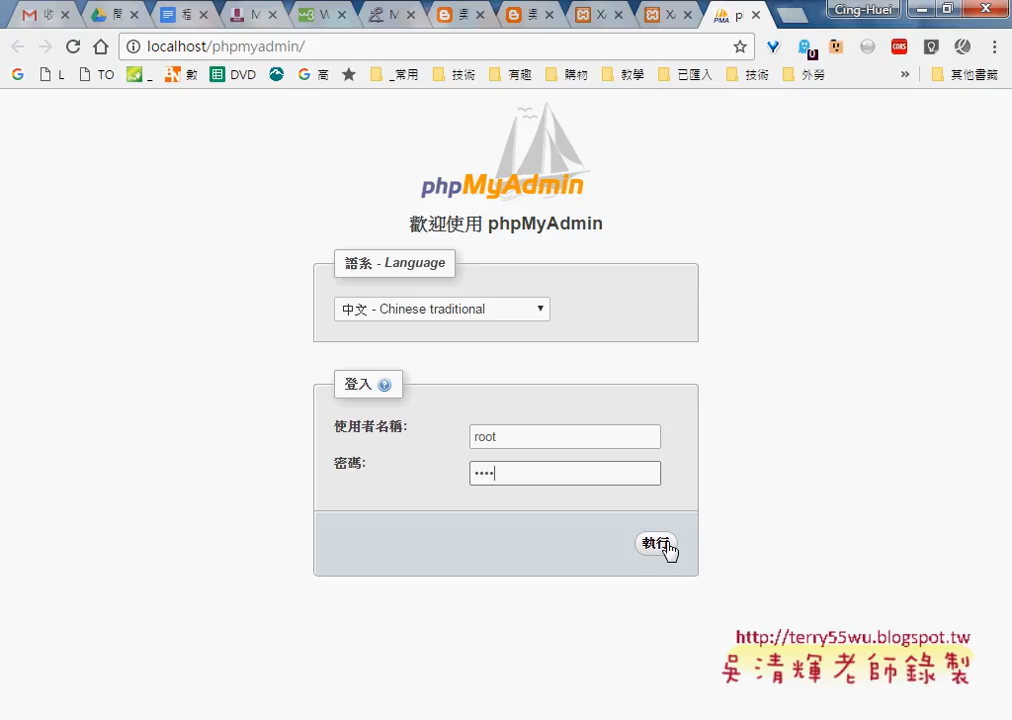 Cing-Huei
localhost/phpmyadmin/
L
TO
數
DVD
高
_常用
技術
有趣
購物
教學
已匯入
技術
外勞
»
其他書籤
phpMyAdmin
歡迎使用 phpMyAdmin
語系 - Language
中文 - Chinese traditional
登入
使用者名稱:
root
密碼:
••••
執行
http://terry55wu.blogspot.tw
吳清輝老師錄製